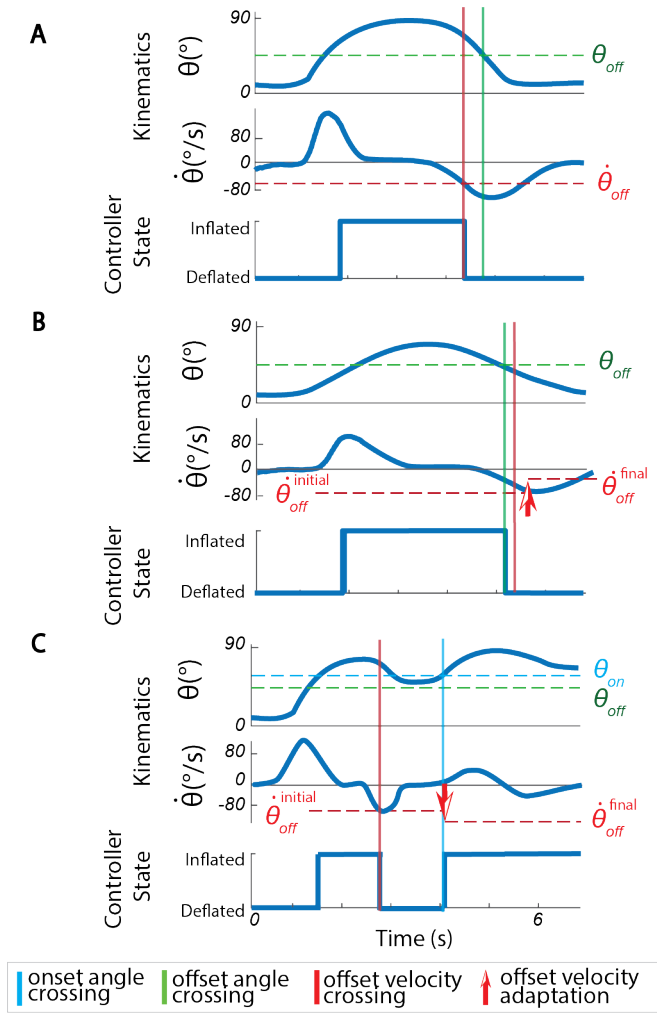 A
Kinematics
θ(°)
90
0
θoff
θ̇(°/s)
80
0
-80
θ̇off
Controller
State
Inflated
Deflated
B
Kinematics
θ(°)
90
0
θoff
θ̇(°/s)
80
0
-80
θ̇off initial
θ̇off final
Controller
State
Inflated
Deflated
C
Kinematics
θ(°)
90
0
θon
θoff
θ̇(°/s)
80
0
-80
θ̇off initial
θ̇off final
Controller
State
Inflated
Deflated
0
6
Time (s)
onset angle
crossing
offset angle
crossing
offset velocity
crossing
offset velocity
adaptation